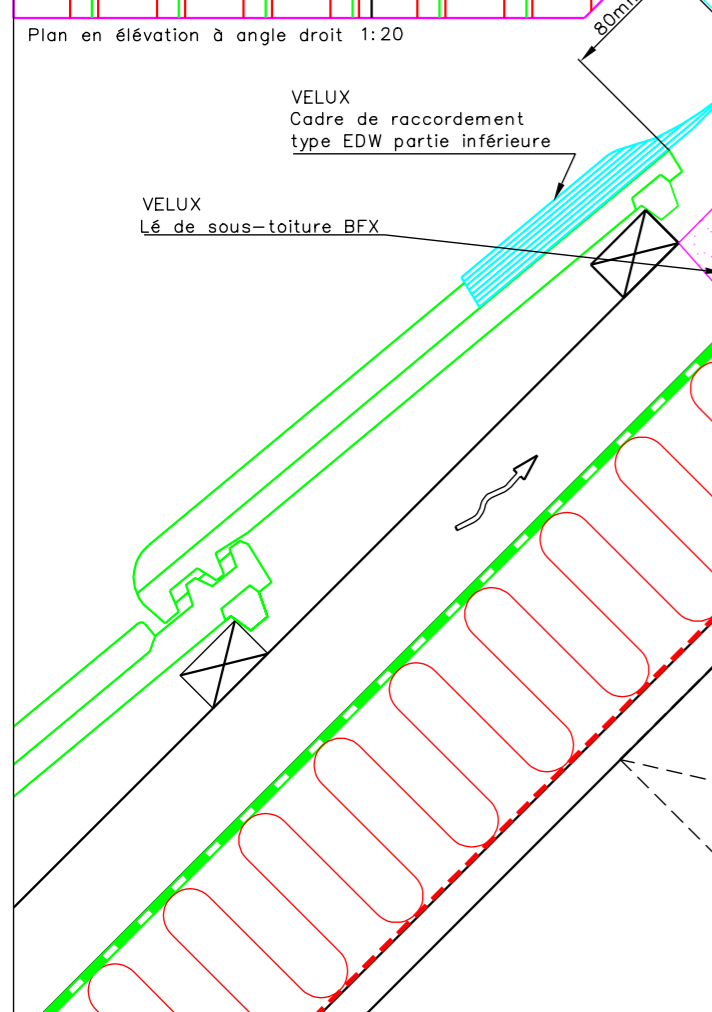 Plan en élévation à angle droit 1:20
80mm
VELUX
Cadre de raccordement
type EDW partie inférieure
VELUX
Lé de sous-toiture BFX